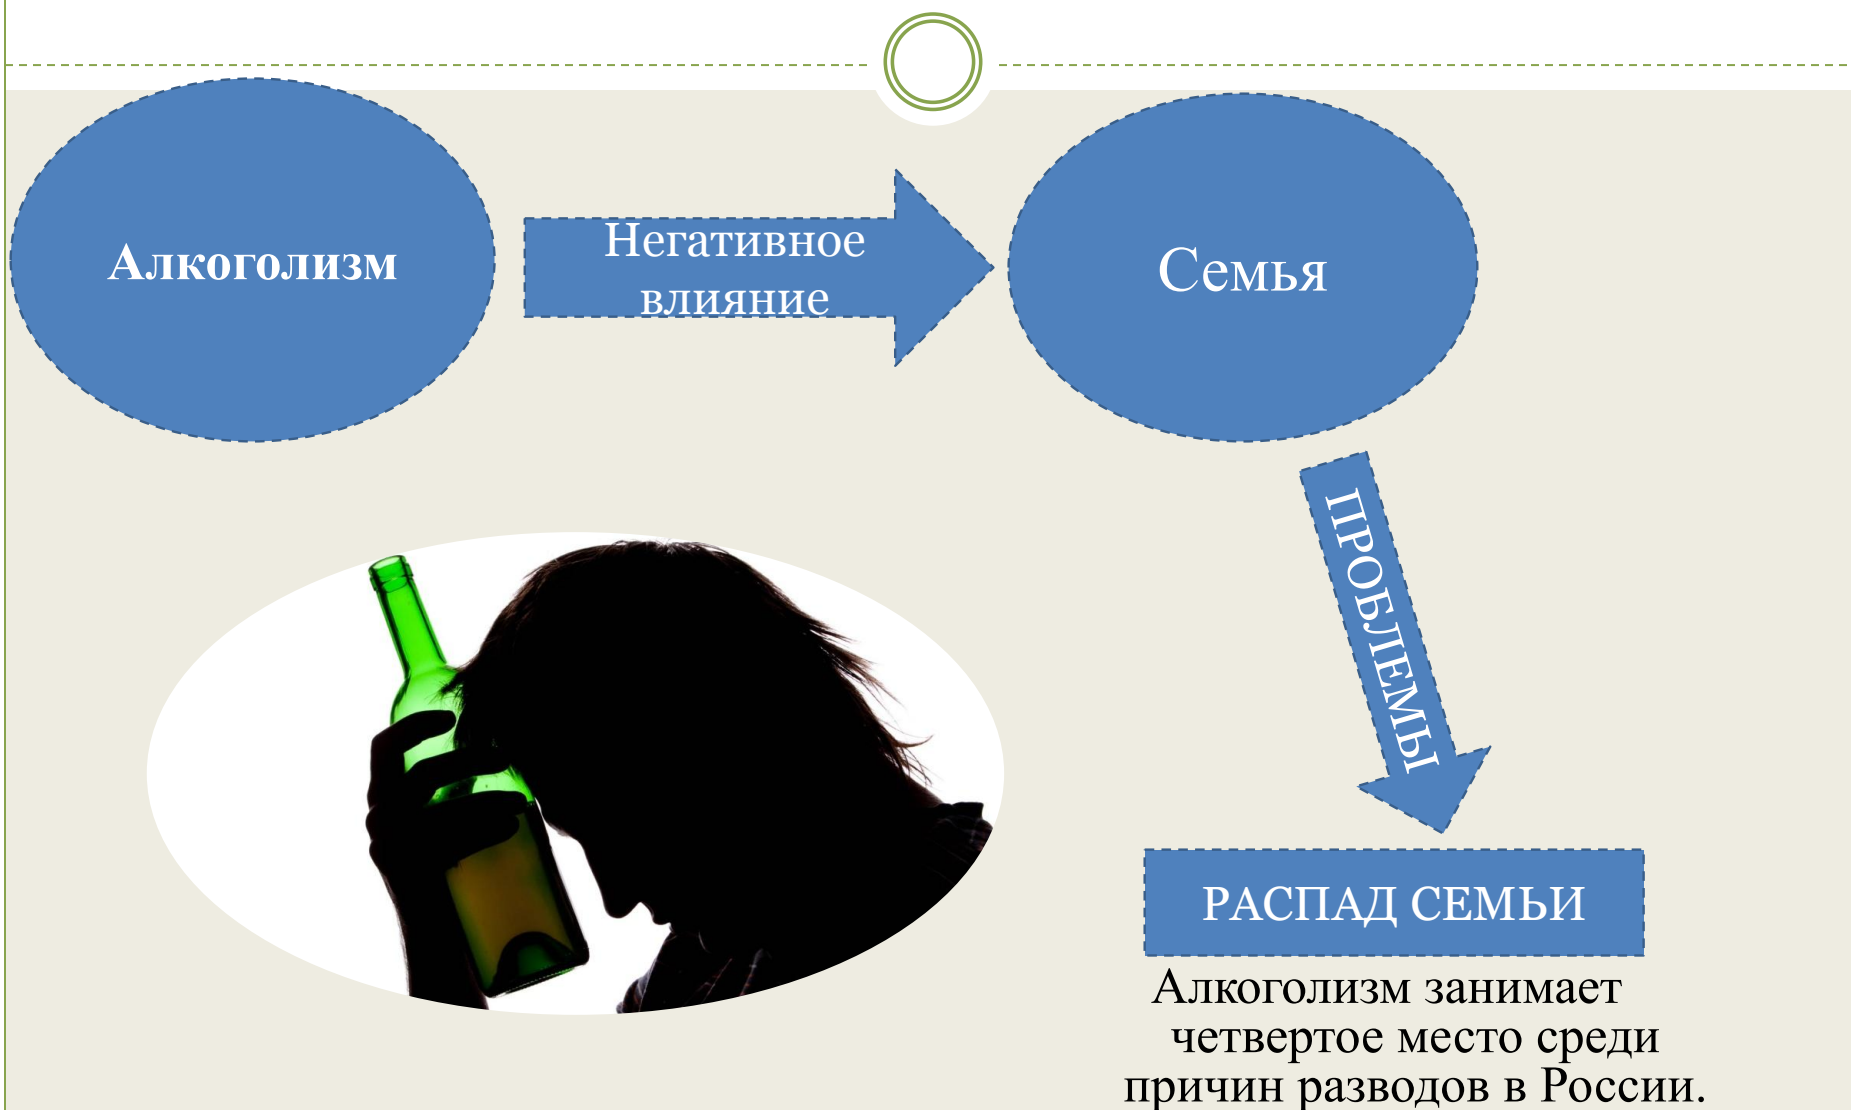 Алкоголизм
Негативное
влияние
Семья
ПРОБЛЕМЫ
РАСПАД СЕМЬИ
Алкоголизм занимает
четвертое место среди
причин разводов в России.